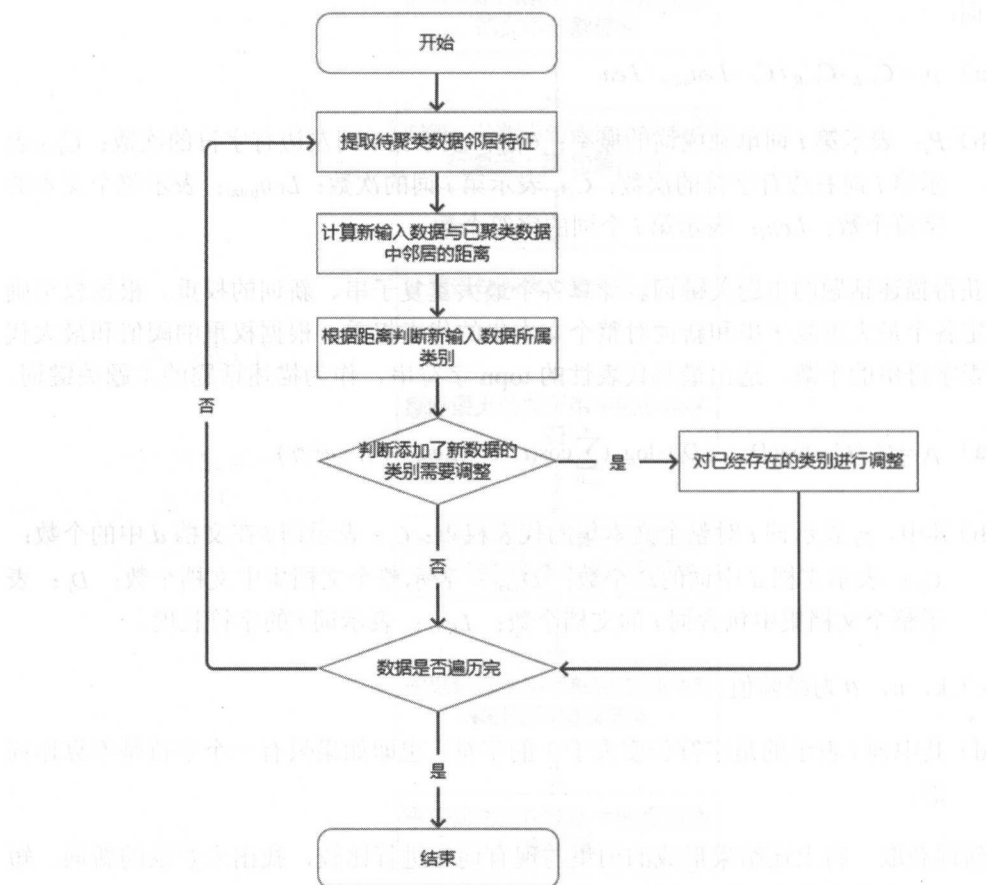 开始
提取待聚类数据邻居特征
计算新输入数据与已聚类数据
中邻居的距离
根据距离判断新输入数据所属
类别
否
判断添加了新数据的
类别需要调整
是
对已经存在的类别进行调整
否
数据是否遍历完
是
结束